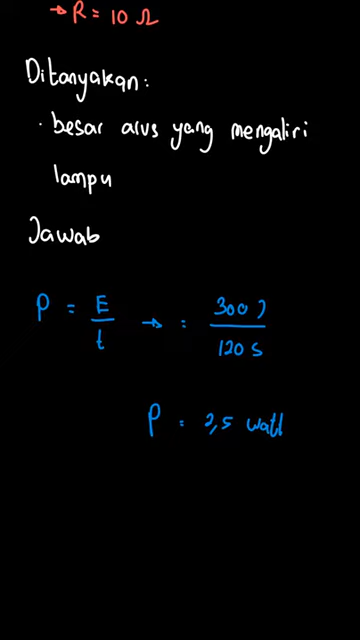 → R = 10 Ω
Ditanyakan:
· besar arus yang mengaliri
lampu
Jawab
P = E/t → = 300 J/120 s
P = 2,5 watt